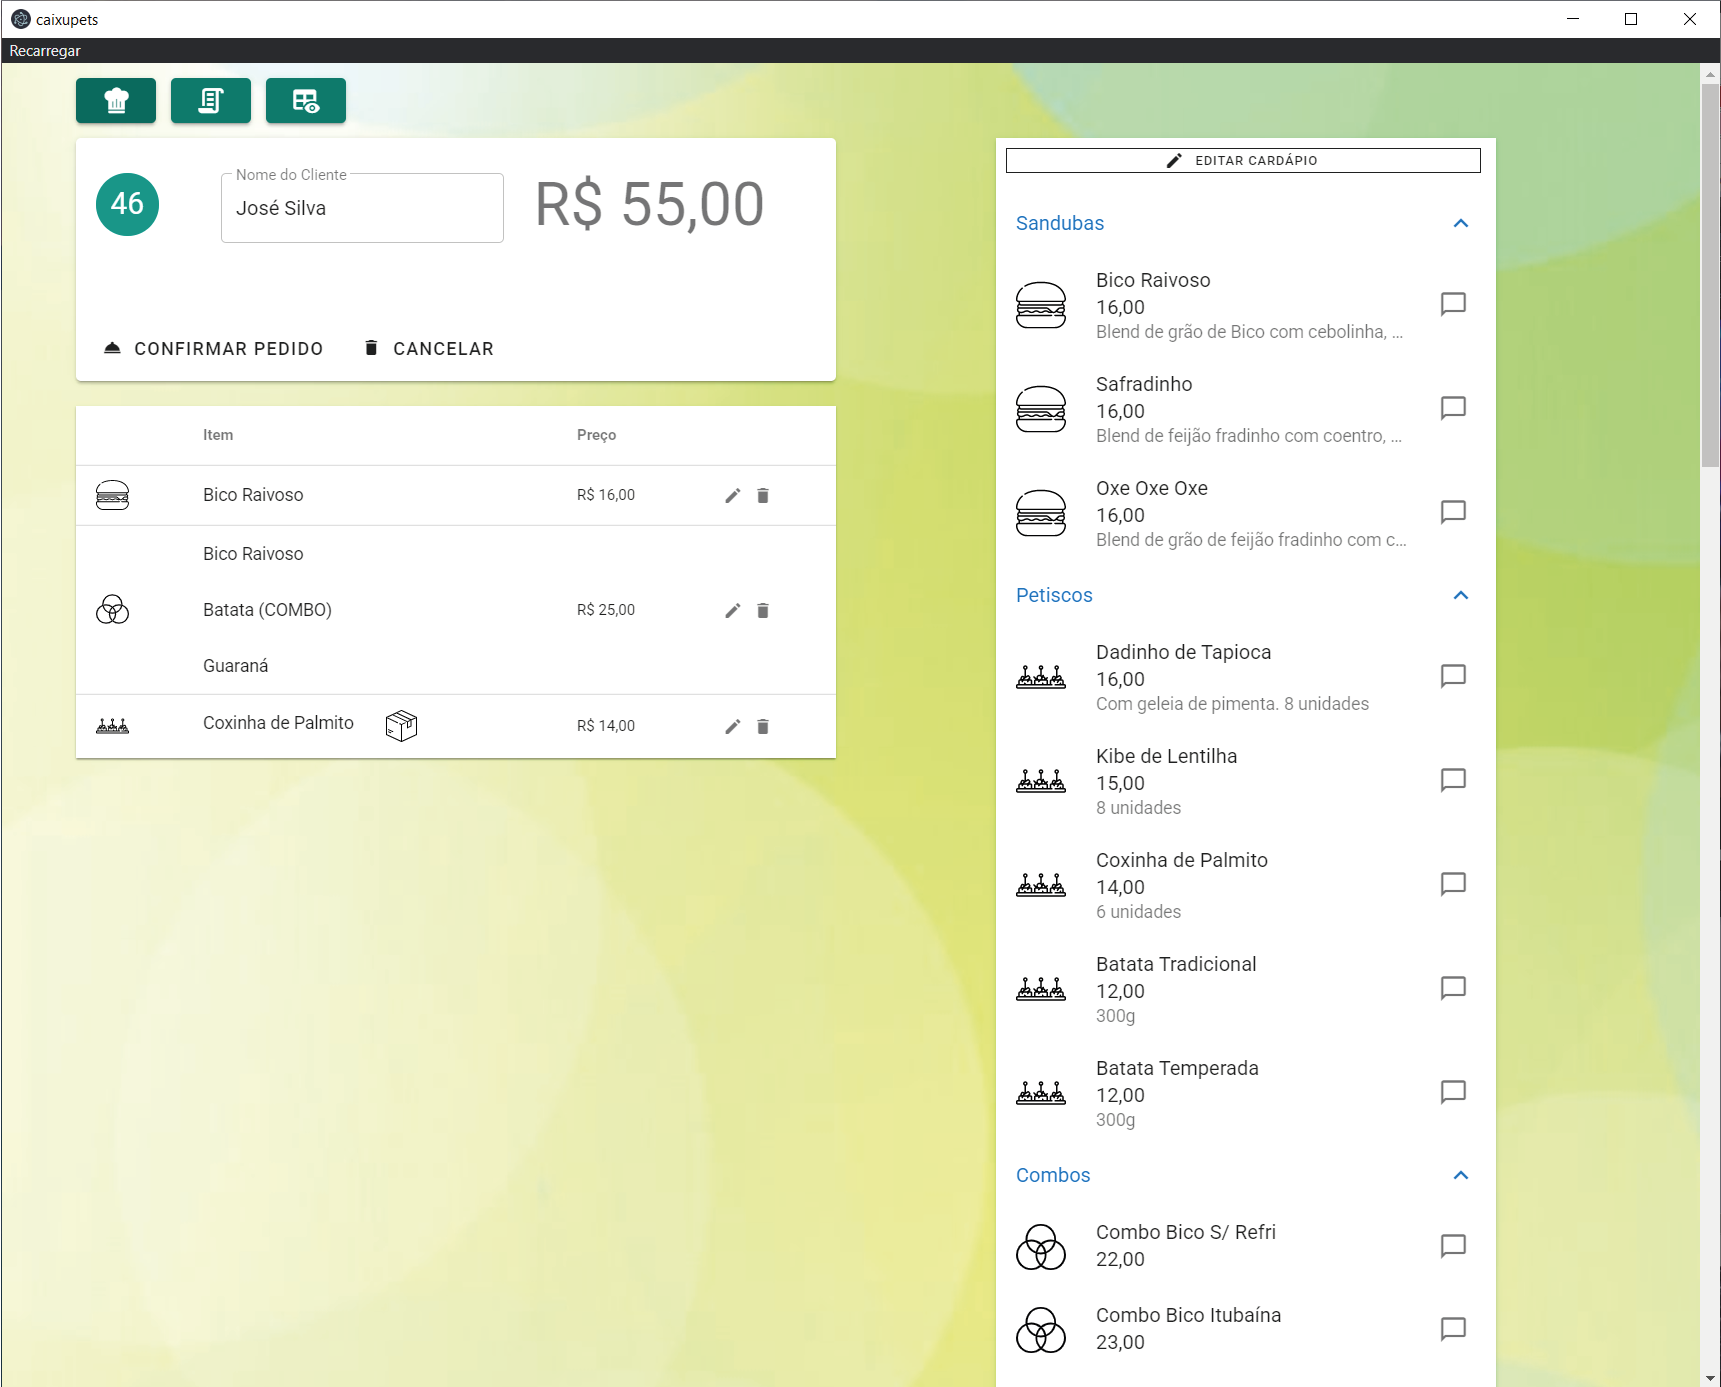 caixupets
Recarregar
46
Nome do Cliente
José Silva
R$ 55,00
CONFIRMAR PEDIDO
CANCELAR
Item Preço
Bico Raivoso R$ 16,00
Bico Raivoso
Batata (COMBO) R$ 25,00
Guaraná
Coxinha de Palmito R$ 14,00
EDITAR CARDÁPIO
Sandubas
Bico Raivoso
16,00
Blend de grão de Bico com cebolinha, ...
Safradinho
16,00
Blend de feijão fradinho com coentro, ...
Oxe Oxe Oxe
16,00
Blend de grão de feijão fradinho com c...
Petiscos
Dadinho de Tapioca
16,00
Com geleia de pimenta. 8 unidades
Kibe de Lentilha
15,00
8 unidades
Coxinha de Palmito
14,00
6 unidades
Batata Tradicional
12,00
300g
Batata Temperada
12,00
300g
Combos
Combo Bico S/ Refri
22,00
Combo Bico Itubaína
23,00